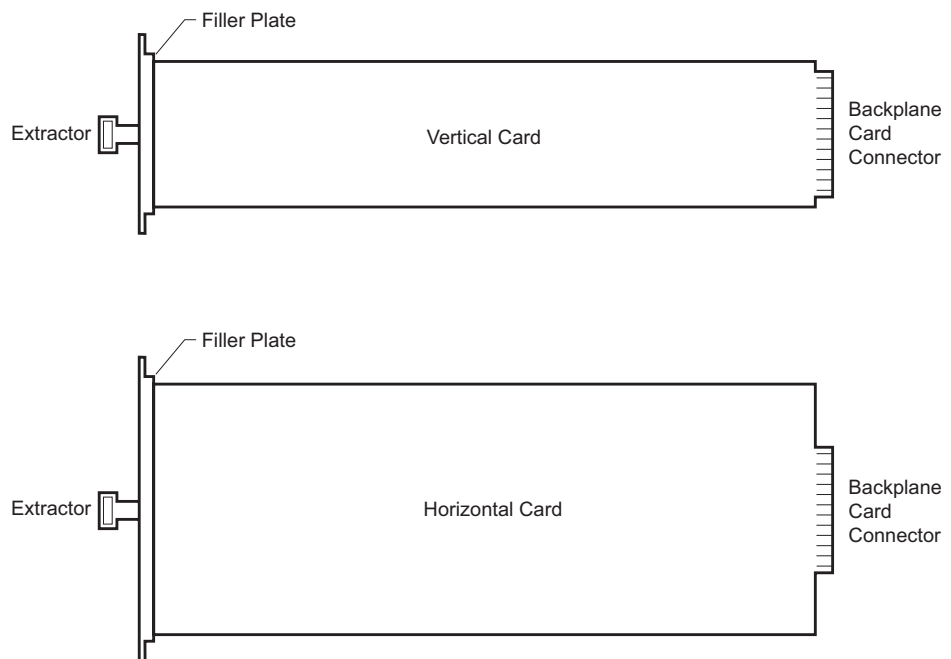 Filler Plate
Extractor
Vertical Card
Backplane
Card
Connector
Filler Plate
Extractor
Horizontal Card
Backplane
Card
Connector